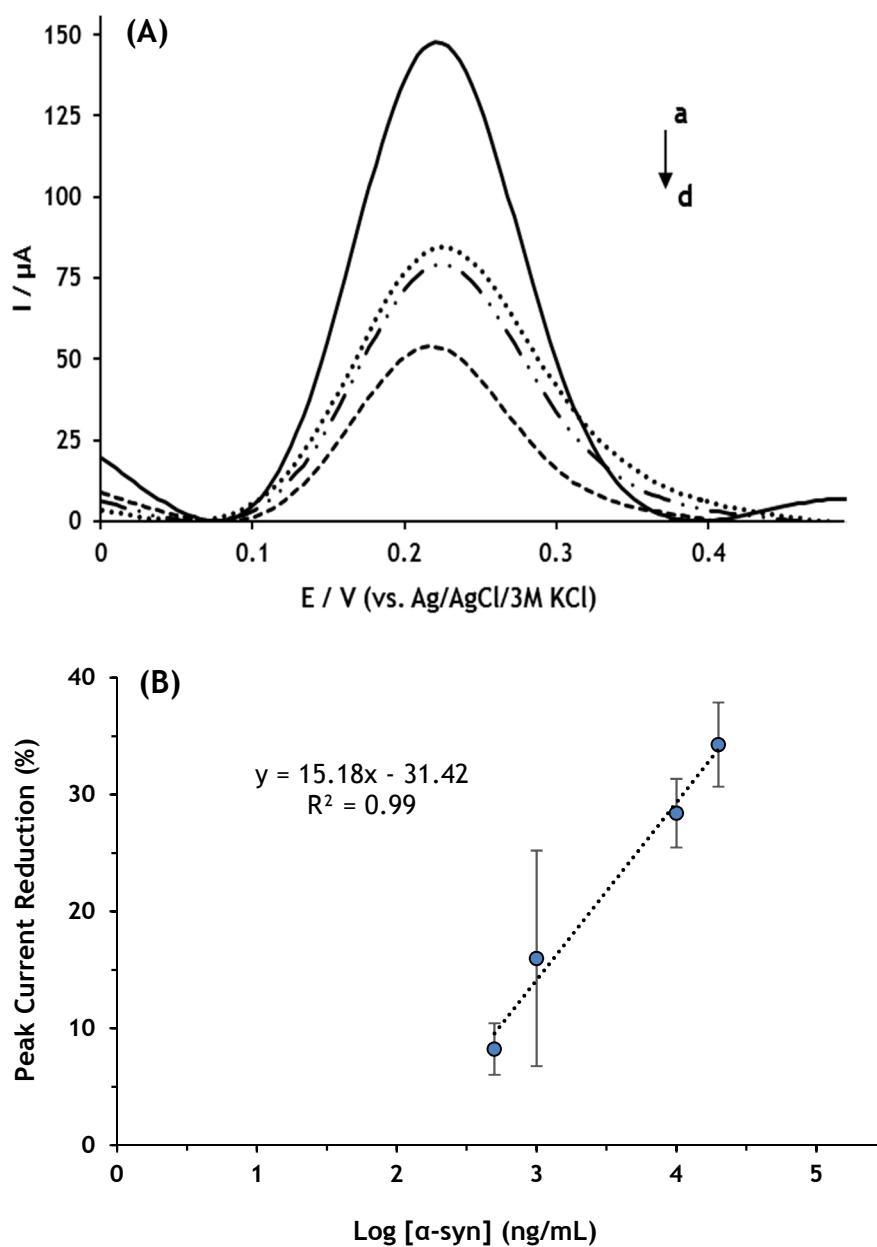 (A)
150
125
100
75
50
25
0
I / µA
a
d
0 0.1 0.2 0.3 0.4
E / V (vs. Ag/AgCl/3M KCl)
(B)
40
30
20
10
0
Peak Current Reduction (%)
y = 15.18x - 31.42
R² = 0.99
0 1 2 3 4 5
Log [α-syn] (ng/mL)